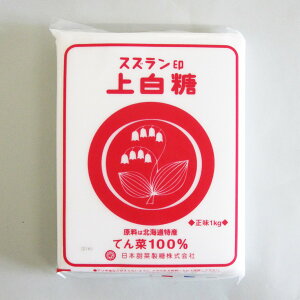 スズラン印
上白糖
◆正味1kg◆
原料は北海道特産
てん菜100%
日本甜菜製糖株式会社